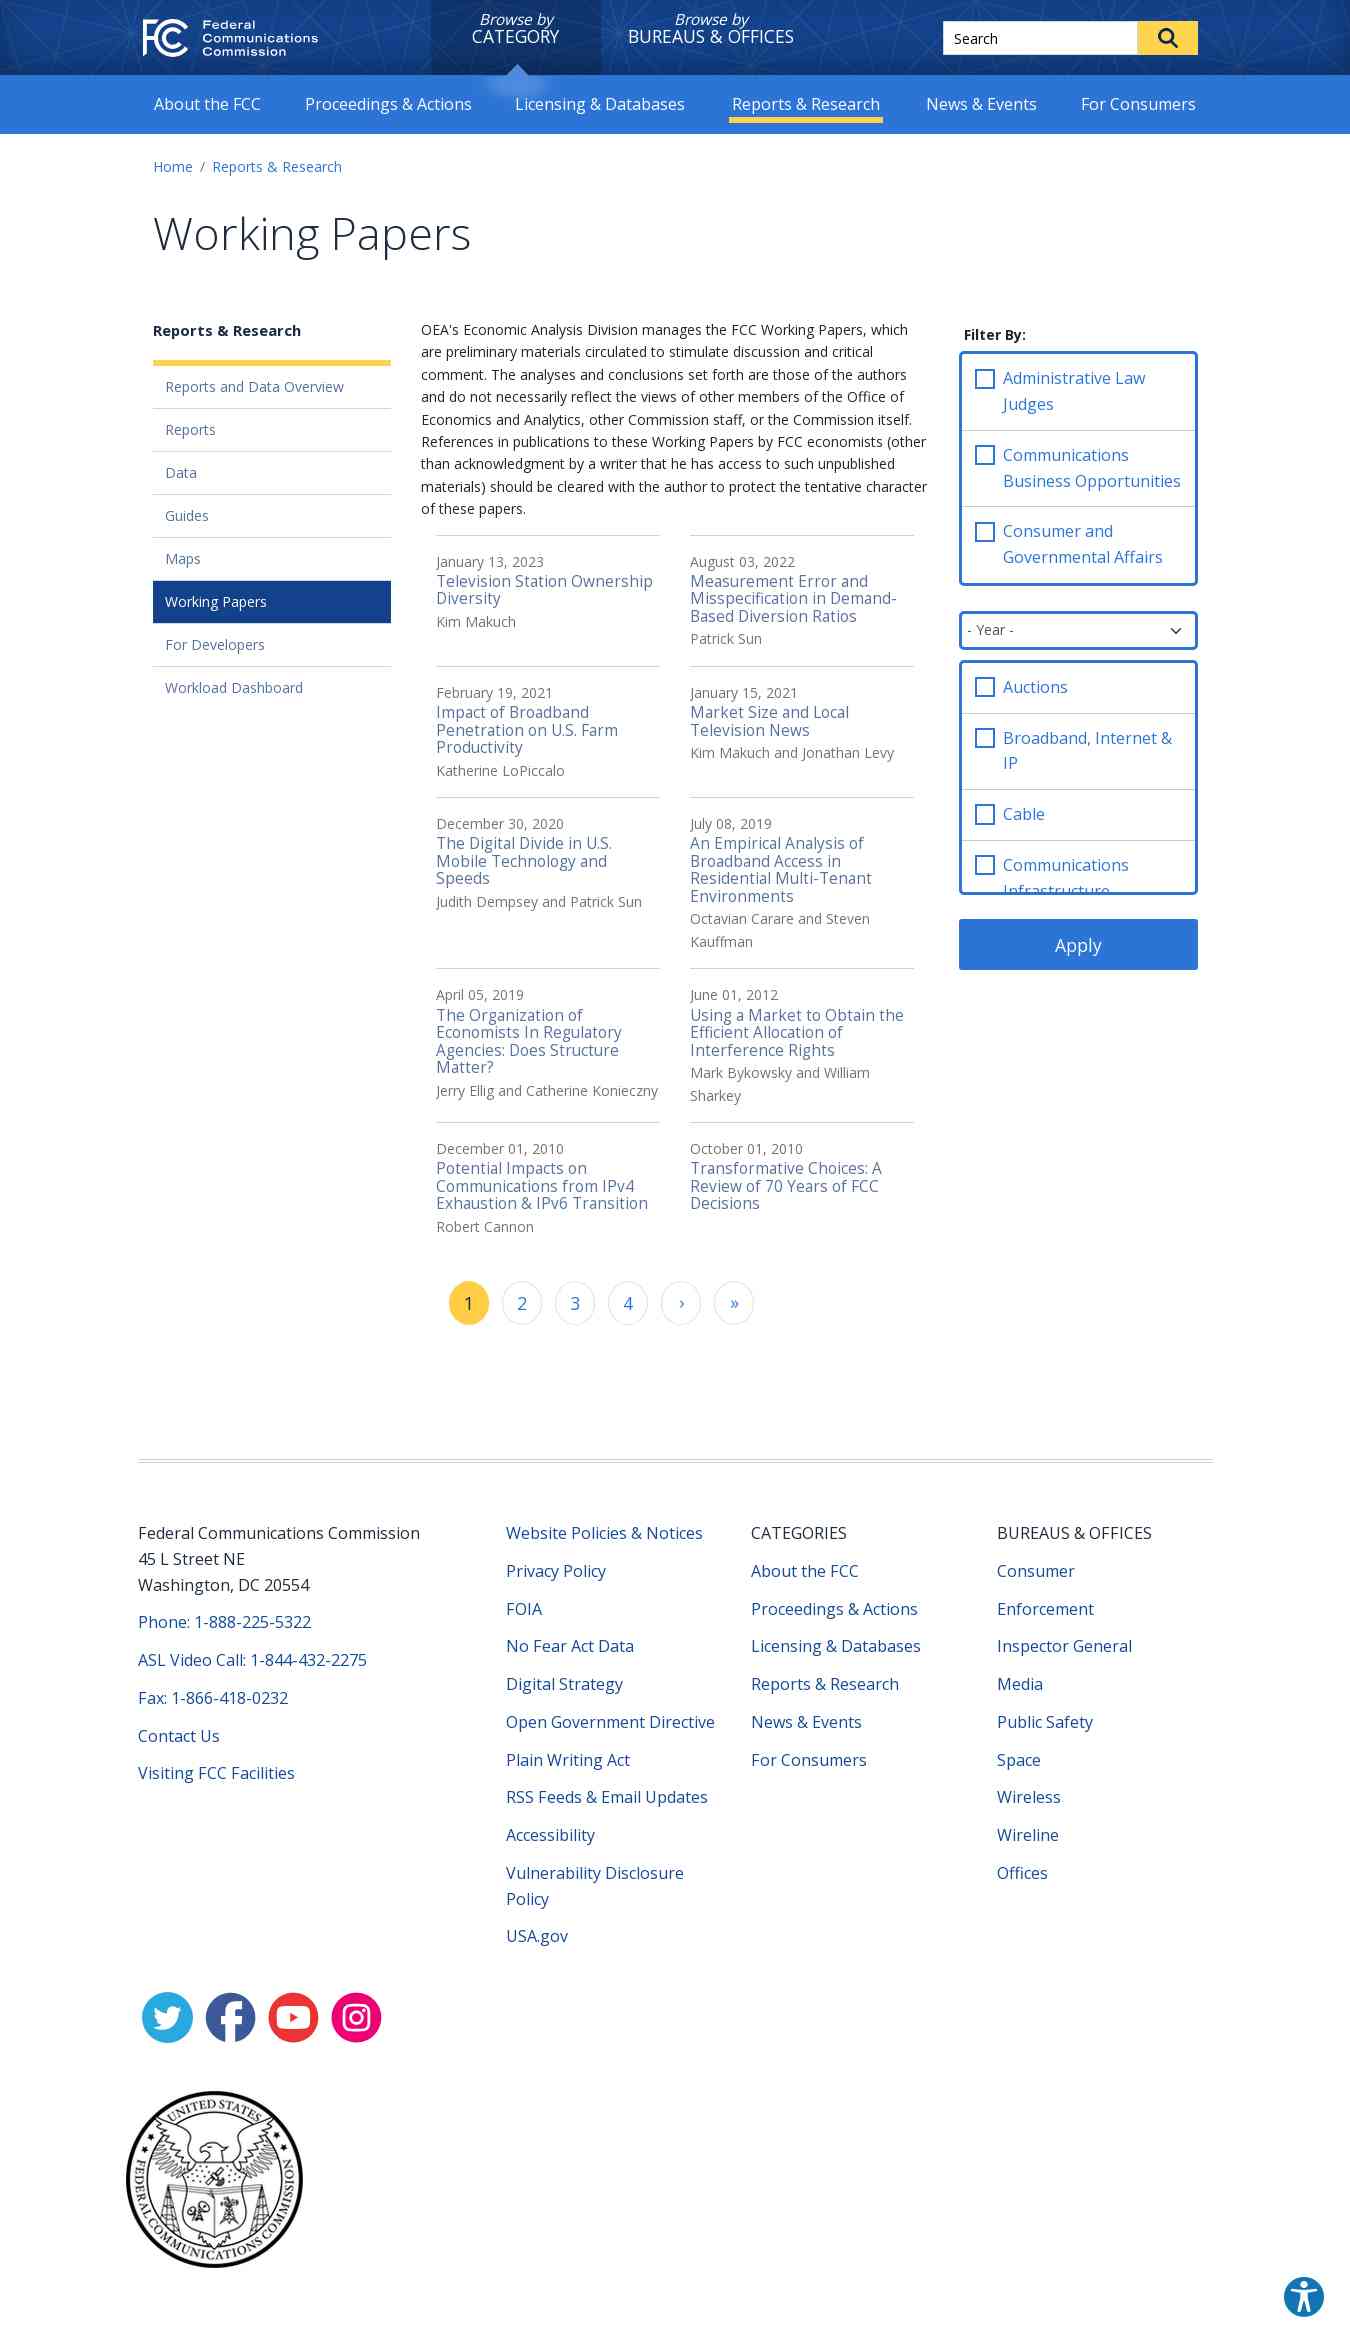 FC Federal
Communications
Commission
Browse by
CATEGORY
Browse by
BUREAUS & OFFICES
Search
About the FCC
Proceedings & Actions
Licensing & Databases
Reports & Research
News & Events
For Consumers
Home / Reports & Research
Working Papers
Reports & Research
Reports and Data Overview
Reports
Data
Guides
Maps
Working Papers
For Developers
Workload Dashboard
OEA's Economic Analysis Division manages the FCC Working Papers, which
are preliminary materials circulated to stimulate discussion and critical
comment. The analyses and conclusions set forth are those of the authors
and do not necessarily reflect the views of other members of the Office of
Economics and Analytics, other Commission staff, or the Commission itself.
References in publications to these Working Papers by FCC economists (other
than acknowledgment by a writer that he has access to such unpublished
materials) should be cleared with the author to protect the tentative character
of these papers.
January 13, 2023
Television Station Ownership
Diversity
Kim Makuch
August 03, 2022
Measurement Error and
Misspecification in Demand-
Based Diversion Ratios
Patrick Sun
February 19, 2021
Impact of Broadband
Penetration on U.S. Farm
Productivity
Katherine LoPiccalo
January 15, 2021
Market Size and Local
Television News
Kim Makuch and Jonathan Levy
December 30, 2020
The Digital Divide in U.S.
Mobile Technology and
Speeds
Judith Dempsey and Patrick Sun
July 08, 2019
An Empirical Analysis of
Broadband Access in
Residential Multi-Tenant
Environments
Octavian Carare and Steven
Kauffman
April 05, 2019
The Organization of
Economists In Regulatory
Agencies: Does Structure
Matter?
Jerry Ellig and Catherine Konieczny
June 01, 2012
Using a Market to Obtain the
Efficient Allocation of
Interference Rights
Mark Bykowsky and William
Sharkey
December 01, 2010
Potential Impacts on
Communications from IPv4
Exhaustion & IPv6 Transition
Robert Cannon
October 01, 2010
Transformative Choices: A
Review of 70 Years of FCC
Decisions
1 2 3 4 › »
Filter By:
Administrative Law
Judges
Communications
Business Opportunities
Consumer and
Governmental Affairs
- Year -
Auctions
Broadband, Internet &
IP
Cable
Communications
Infrastructure
Apply
Federal Communications Commission
45 L Street NE
Washington, DC 20554
Phone: 1-888-225-5322
ASL Video Call: 1-844-432-2275
Fax: 1-866-418-0232
Contact Us
Visiting FCC Facilities
Website Policies & Notices
Privacy Policy
FOIA
No Fear Act Data
Digital Strategy
Open Government Directive
Plain Writing Act
RSS Feeds & Email Updates
Accessibility
Vulnerability Disclosure
Policy
USA.gov
CATEGORIES
About the FCC
Proceedings & Actions
Licensing & Databases
Reports & Research
News & Events
For Consumers
BUREAUS & OFFICES
Consumer
Enforcement
Inspector General
Media
Public Safety
Space
Wireless
Wireline
Offices
UNITED STATES
FEDERAL COMMUNICATIONS COMMISSION